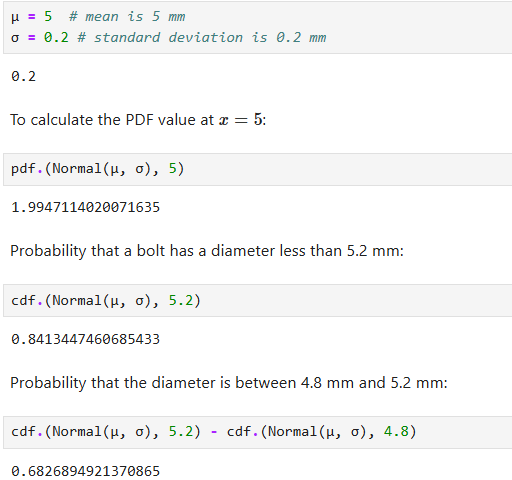 μ = 5  # mean is 5 mm
σ = 0.2 # standard deviation is 0.2 mm
0.2
To calculate the PDF value at x = 5:
pdf.(Normal(μ, σ), 5)
1.9947114020071635
Probability that a bolt has a diameter less than 5.2 mm:
cdf.(Normal(μ, σ), 5.2)
0.8413447460685433
Probability that the diameter is between 4.8 mm and 5.2 mm:
cdf.(Normal(μ, σ), 5.2) - cdf.(Normal(μ, σ), 4.8)
0.6826894921370865